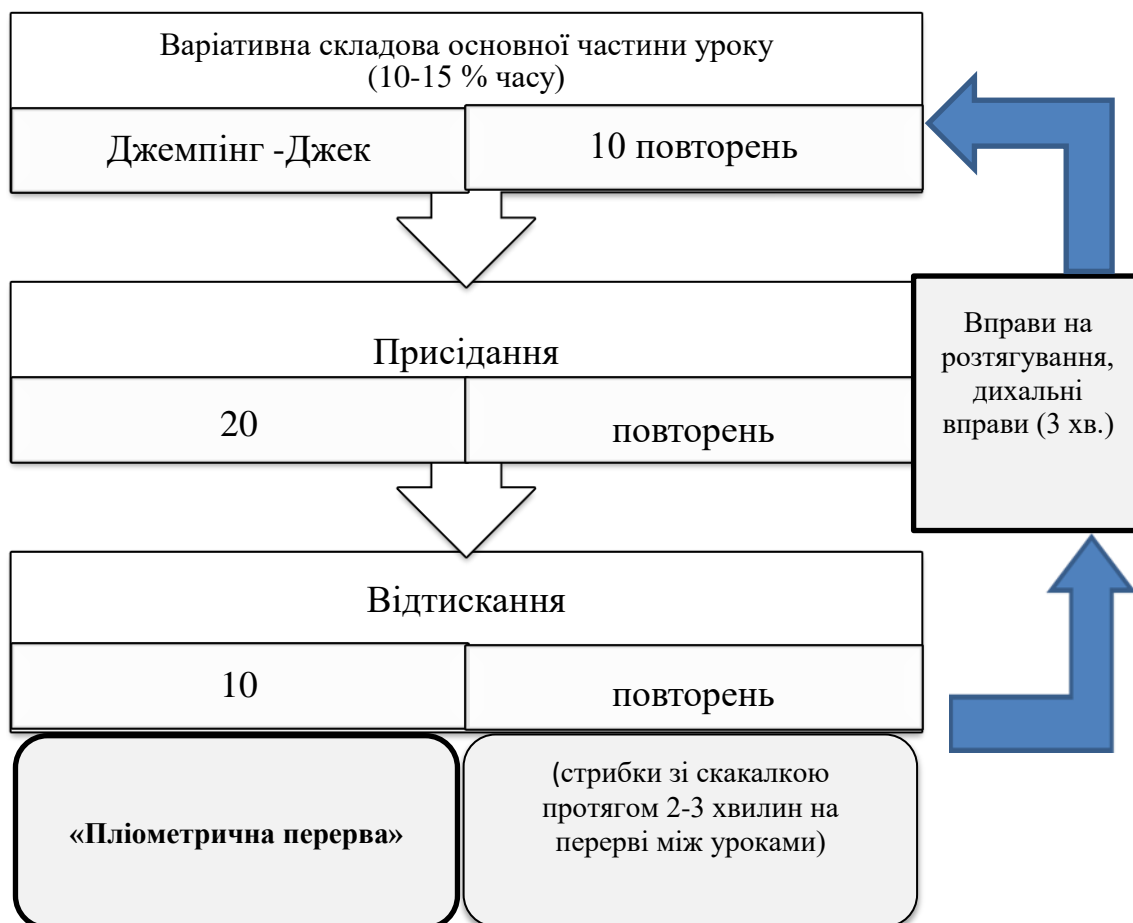 Варіативна складова основної частини уроку
(10-15 % часу)
Джемпінг -Джек
10 повторень
Присідання
20
повторень
Вправи на
розтягування,
дихальні
вправи (3 хв.)
Відтискання
10
повторень
«Пліометрична перерва»
(стрибки зі скакалкою
протягом 2-3 хвилин на
перерві між уроками)